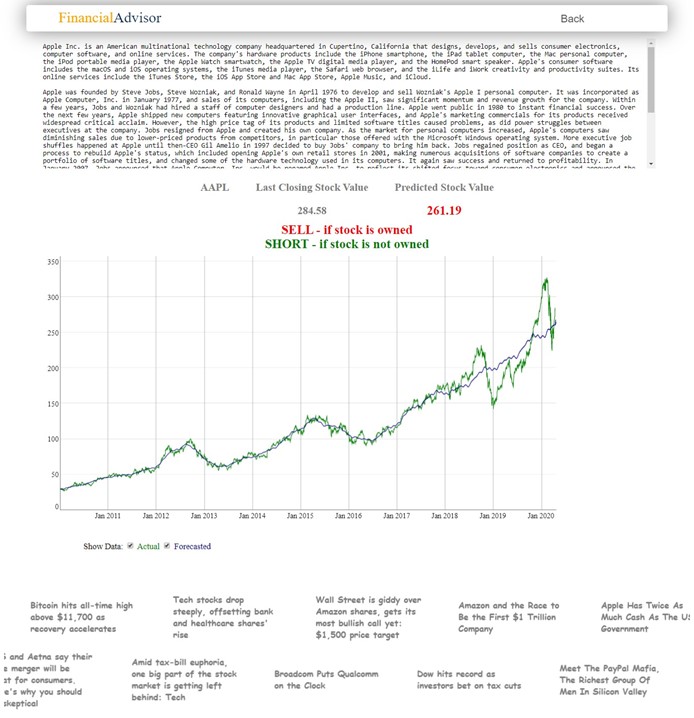 FinancialAdvisor
Back
Apple Inc. is an American multinational technology company headquartered in Cupertino, California that designs, develops, and sells consumer electronics,
computer software, and online services. The company's hardware products include the iPhone smartphone, the iPad tablet computer, the Mac personal computer,
the iPod portable media player, the Apple Watch smartwatch, the Apple TV digital media player, and the HomePod smart speaker. Apple's consumer software
includes the macOS and iOS operating systems, the iTunes media player, the Safari web browser, and the iLife and iWork creativity and productivity suites. Its
online services include the iTunes Store, the iOS App Store and Mac App Store, Apple Music, and iCloud.
Apple was founded by Steve Jobs, Steve Wozniak, and Ronald Wayne in April 1976 to develop and sell Wozniak's Apple I personal computer. It was incorporated as
Apple Computer, Inc. in January 1977, and sales of its computers, including the Apple II, saw significant momentum and revenue growth for the company. Within
a few years, Jobs and Wozniak had hired a staff of computer designers and had a production line. Apple went public in 1980 to instant financial success. Over
the next few years, Apple shipped new computers featuring innovative graphical user interfaces, and Apple's marketing commercials for its products received
widespread critical acclaim. However, the high price tag of its products and limited software titles caused problems, as did power struggles between
executives at the company. Jobs resigned from Apple and created his own company. As the market for personal computers increased, Apple's computers saw
diminishing sales due to lower-priced products from competitors, in particular those offered with the Microsoft Windows operating system. More executive job
shuffles happened at Apple until then-CEO Gil Amelio in 1997 decided to buy Jobs' company to bring him back. Jobs regained position as CEO, and began a
process to rebuild Apple's status, which included opening Apple's own retail stores in 2001, making numerous acquisitions of software companies to create a
portfolio of software titles, and changed some of the hardware technology used in its computers. It again saw success and returned to profitability. In
January 2007, Jobs announced that Apple Computer, Inc. would be renamed Apple Inc. to reflect its shifted focus toward consumer electronics and announced the
AAPL Last Closing Stock Value Predicted Stock Value
284.58 261.19
SELL - if stock is owned
SHORT - if stock is not owned
350
300
250
200
150
100
50
0
Jan 2011 Jan 2012 Jan 2013 Jan 2014 Jan 2015 Jan 2016 Jan 2017 Jan 2018 Jan 2019 Jan 2020
Show Data: Actual Forecasted
Bitcoin hits all-time high
above $11,700 as
recovery accelerates
Tech stocks drop
steeply, offsetting bank
and healthcare shares'
rise
Wall Street is giddy over
Amazon shares, gets its
most bullish call yet:
$1,500 price target
Amazon and the Race to
Be the First $1 Trillion
Company
Apple Has Twice As
Much Cash As The US
Government
and Aetna say their
merger will be
for consumers.
why you should
skeptical
Amid tax-bill euphoria,
one big part of the stock
market is getting left
behind: Tech
Broadcom Puts Qualcomm
on the Clock
Dow hits record as
investors bet on tax cuts
Meet The PayPal Mafia,
The Richest Group Of
Men In Silicon Valley